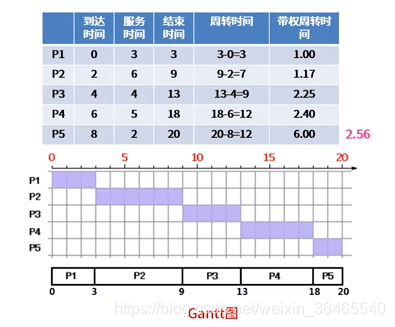 到达时间 服务时间 结束时间 周转时间 带权周转时间
P1 0 3 3 3-0=3 1.00
P2 2 6 9 9-2=7 1.17
P3 4 4 13 13-4=9 2.25
P4 6 5 18 18-6=12 2.40
P5 8 2 20 20-8=12 6.00 2.56
0 5 10 15 20
P1
P2
P3
P4
P5
P1 P2 P3 P4 P5
0 3 9 13 18 20
Gantt图
https://blog.csdn.net/weixin_36465540